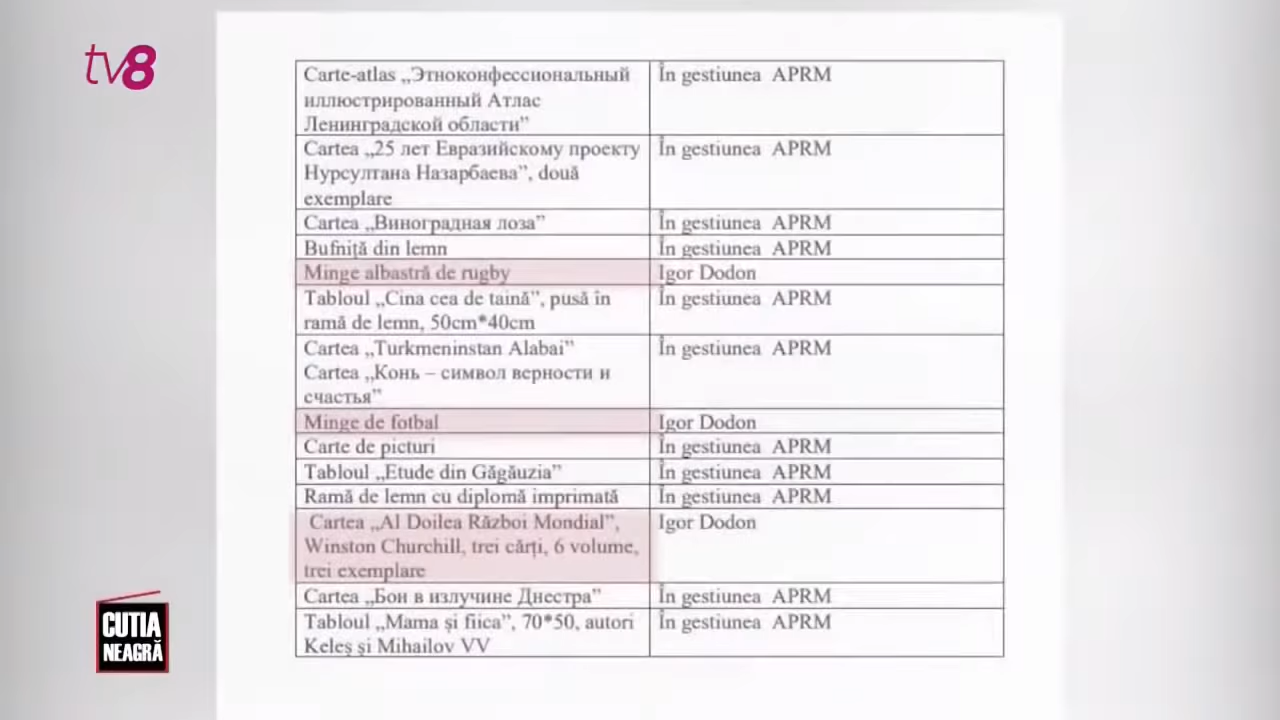 tv8
Carte-atlas „Этноконфессиональный
иллюстрированный Атлас
Ленинградской области”
În gestiunea APRM
Cartea „25 лет Евразийскому проекту
Нурсултана Назарбаева”, două
exemplare
În gestiunea APRM
Cartea „Виноградная лоза”
În gestiunea APRM
Bufniţă din lemn
În gestiunea APRM
Minge albastră de rugby
Igor Dodon
Tabloul „Cina cea de taină”, pusă în
ramă de lemn, 50cm*40cm
În gestiunea APRM
Cartea „Turkmeninstan Alabai”
Cartea „Конь – символ верности и
счастья”
În gestiunea APRM
Minge de fotbal
Igor Dodon
Carte de picturi
În gestiunea APRM
Tabloul „Etude din Găgăuzia”
În gestiunea APRM
Ramă de lemn cu diplomă imprimată
În gestiunea APRM
Cartea „Al Doilea Război Mondial”,
Winston Churchill, trei cărţi, 6 volume,
trei exemplare
Igor Dodon
Cartea „Бои в излучине Днестра”
În gestiunea APRM
Tabloul „Mama şi fiica”, 70*50, autori
Keleş şi Mihailov VV
În gestiunea APRM
CUTIA
NEAGRĂ